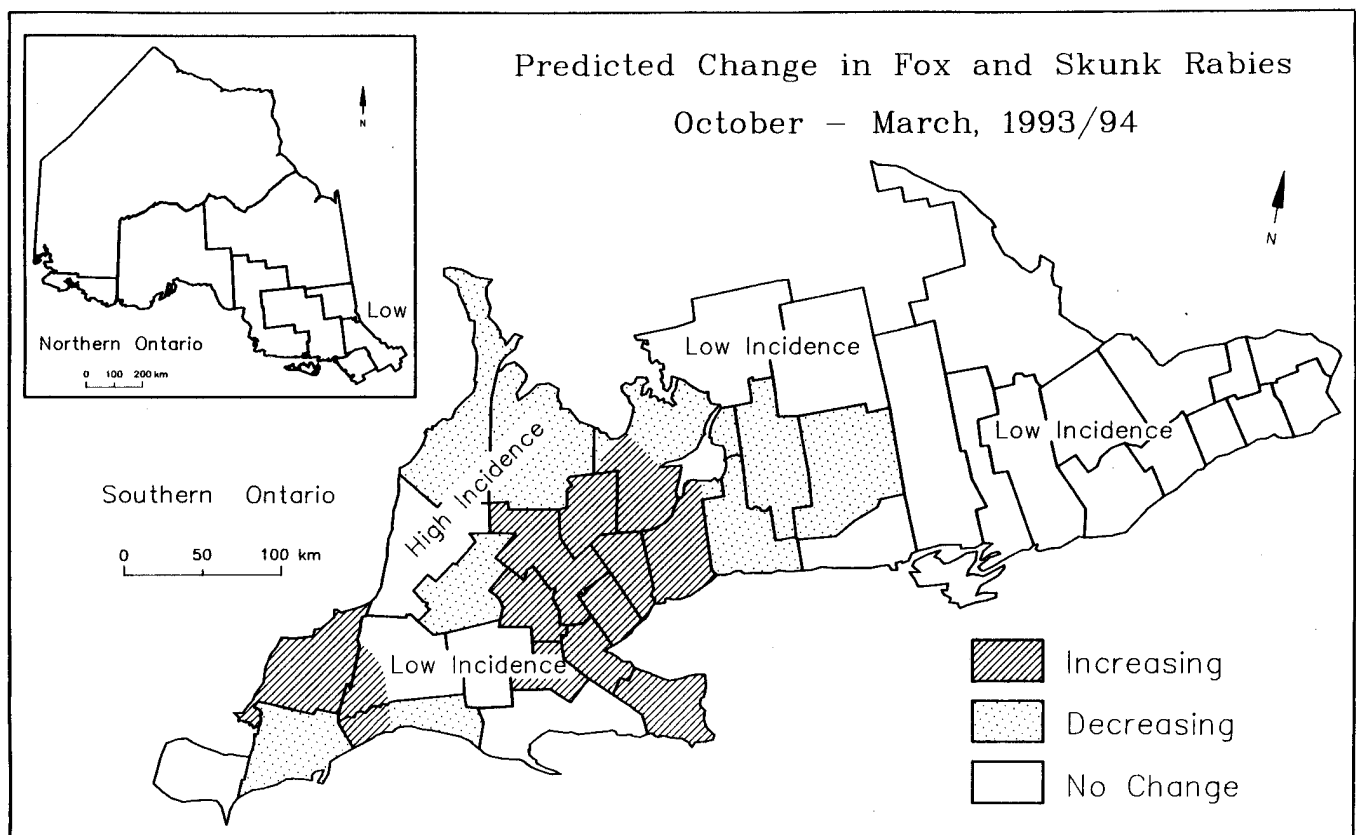 Predicted Change in Fox and Skunk Rabies
October – March, 1993/94
N
Low
Northern Ontario
0 100 200 km
N
Low Incidence
Low Incidence
High Incidence
Southern Ontario
0 50 100 km
Low Incidence
Increasing
Decreasing
No Change